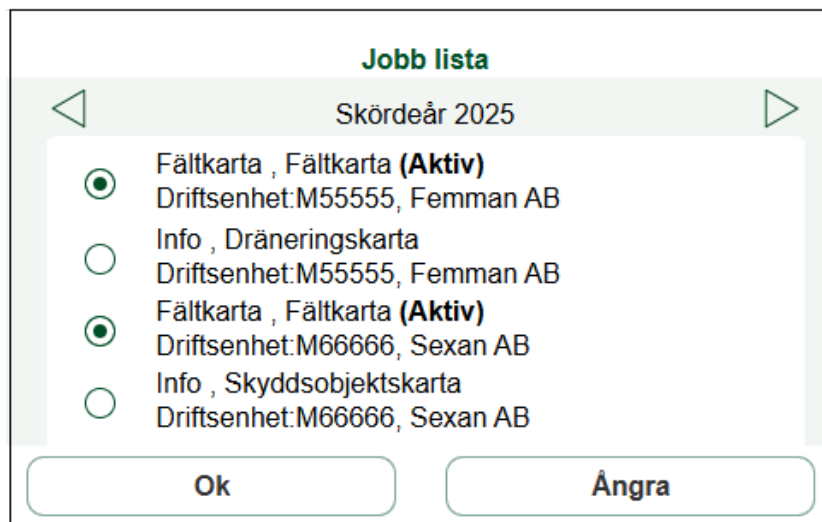 Jobb lista
Skördeår 2025
Fältkarta , Fältkarta (Aktiv)
Driftsenhet:M55555, Femman AB
Info , Dräneringskarta
Driftsenhet:M55555, Femman AB
Fältkarta , Fältkarta (Aktiv)
Driftsenhet:M66666, Sexan AB
Info , Skyddsobjektskarta
Driftsenhet:M66666, Sexan AB
Ok
Ångra